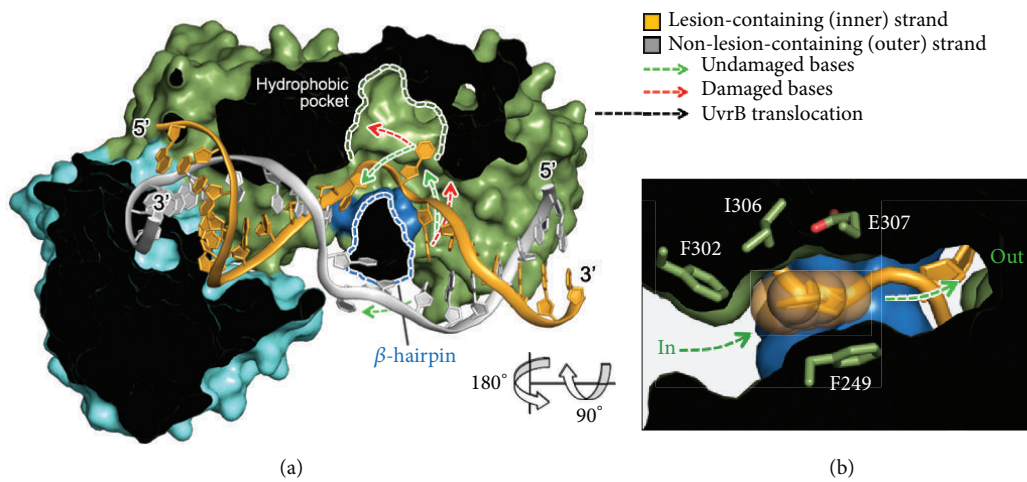 Lesion-containing (inner) strand
Non-lesion-containing (outer) strand
Undamaged bases
Damaged bases
UvrB translocation
Hydrophobic
pocket
5’
3’
5’
3’
β-hairpin
180°
90°
(a)
I306
E307
F302
Out
In
F249
(b)